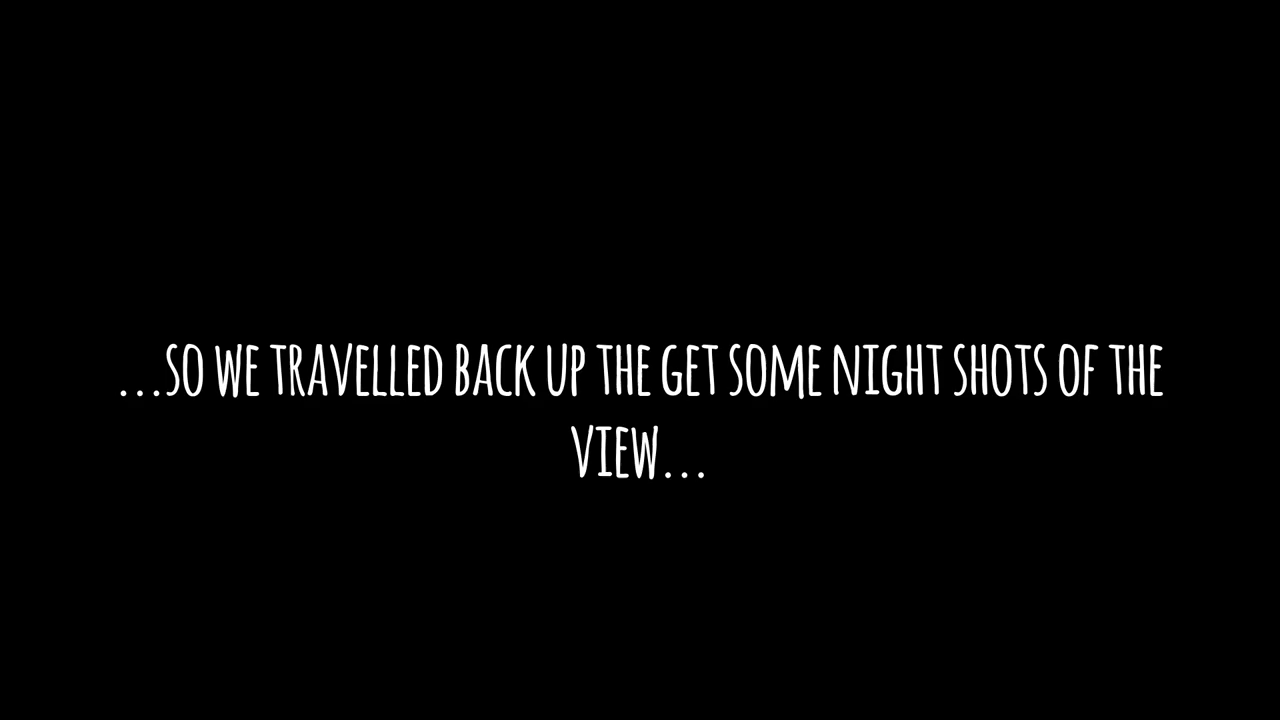 ...SO WE TRAVELLED BACK UP THE GET SOME NIGHT SHOTS OF THE
VIEW...